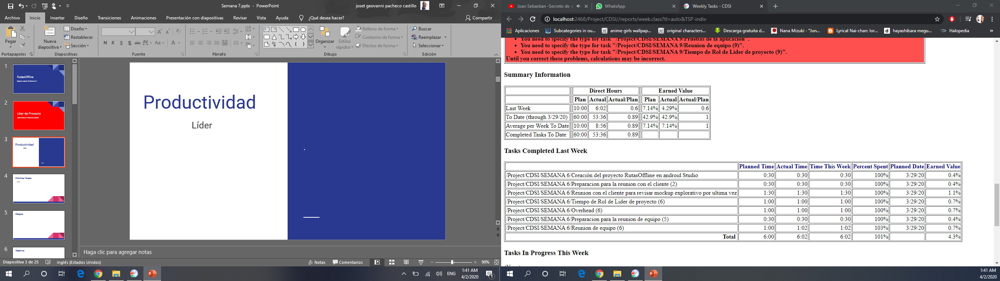 Semana 7.pptx - PowerPoint
joset geovanni pacheco castillo
Archivo Inicio Insertar Diseño Transiciones Animaciones Presentación con diapositivas Revisar Vista Ayuda ¿Qué desea hacer? Compartir
Pegar
Nueva diapositiva
Diseño
Restablecer
Sección
N K S S abc AV Aa A
Organizar
Estilos rápidos
Relleno de forma
Contorno de forma
Efectos de forma
Buscar
Reemplazar
Seleccionar
Portapapeles Diapositivas Fuente Párrafo Dibujo Edición
1
RutasOffline
2
Líder del Proyecto
3
Productividad
Líder
4
Próximas Tareas
5
Riesgos
6
Objetivos
Productividad
Líder
.
Haga clic para agregar notas
Diapositiva 3 de 25 Inglés (Estados Unidos) Notas Comentarios 90%
ENG
1:41 AM
4/2/2020
1
Joan Sebastian -Secreto de a
WhatsApp
Weekly Tasks - CDSI
localhost:2468/Project/CDSI//reports/week.class?tl=auto&TSP-indiv
Aplicaciones Subcategories in ou... anime girls wallpap... original characters... Descarga gratuita d... Nana Mizuki - "Jun... Lyrical Nai-chan: lor... hayashibara megu... Halopedia »
• You need to specify the type for task "/Project/CDSI/SEMANA 9/Pruebas de la aplicacion".
• You need to specify the type for task "/Project/CDSI/SEMANA 9/Reunion de equipo (9)".
• You need to specify the type for task "/Project/CDSI/SEMANA 9/Tiempo de Rol de Lider de proyecto (9)".
Until you correct these problems, calculations may be incorrect.
Summary Information
Direct Hours Earned Value
Plan Actual Actual/Plan Plan Actual Actual/Plan
Last Week 10:00 6:02 0.6 7.14% 4.29% 0.6
To Date (through 3/29/20) 60:00 53:36 0.89 42.9% 42.9% 1
Average per Week To Date 10:00 8:56 0.89 7.14% 7.14% 1
Completed Tasks To Date 60:00 53:36 0.89
Tasks Completed Last Week
Planned Time Actual Time Time This Week Percent Spent Planned Date Earned Value
/Project/CDSI/SEMANA 6/Creación del proyecto RutasOffline en android Studio 0:30 0:30 0:30 100% 3/29/20 0.4%
/Project/CDSI/SEMANA 6/Preparacion para la reunion con el cliente (2) 0:30 0:30 0:30 100% 3/29/20 0.4%
/Project/CDSI/SEMANA 6/Reunion con el cliente para revisar mockup explorativo por ultima vez 1:30 1:30 1:30 100% 3/29/20 1.1%
/Project/CDSI/SEMANA 6/Tiempo de Rol de Lider de proyecto (6) 1:00 1:00 1:00 100% 3/29/20 0.7%
/Project/CDSI/SEMANA 6/Overhead (6) 1:00 1:00 1:00 100% 3/29/20 0.7%
/Project/CDSI/SEMANA 6/Preparacion para la reunion de equipo (5) 0:30 0:30 0:30 100% 3/29/20 0.4%
/Project/CDSI/SEMANA 6/Reunion de equipo (6) 1:00 1:02 1:02 103% 3/29/20 0.7%
Total 6:00 6:02 6:02 101% 4.3%
Tasks In Progress This Week
1:41 AM
4/2/2020